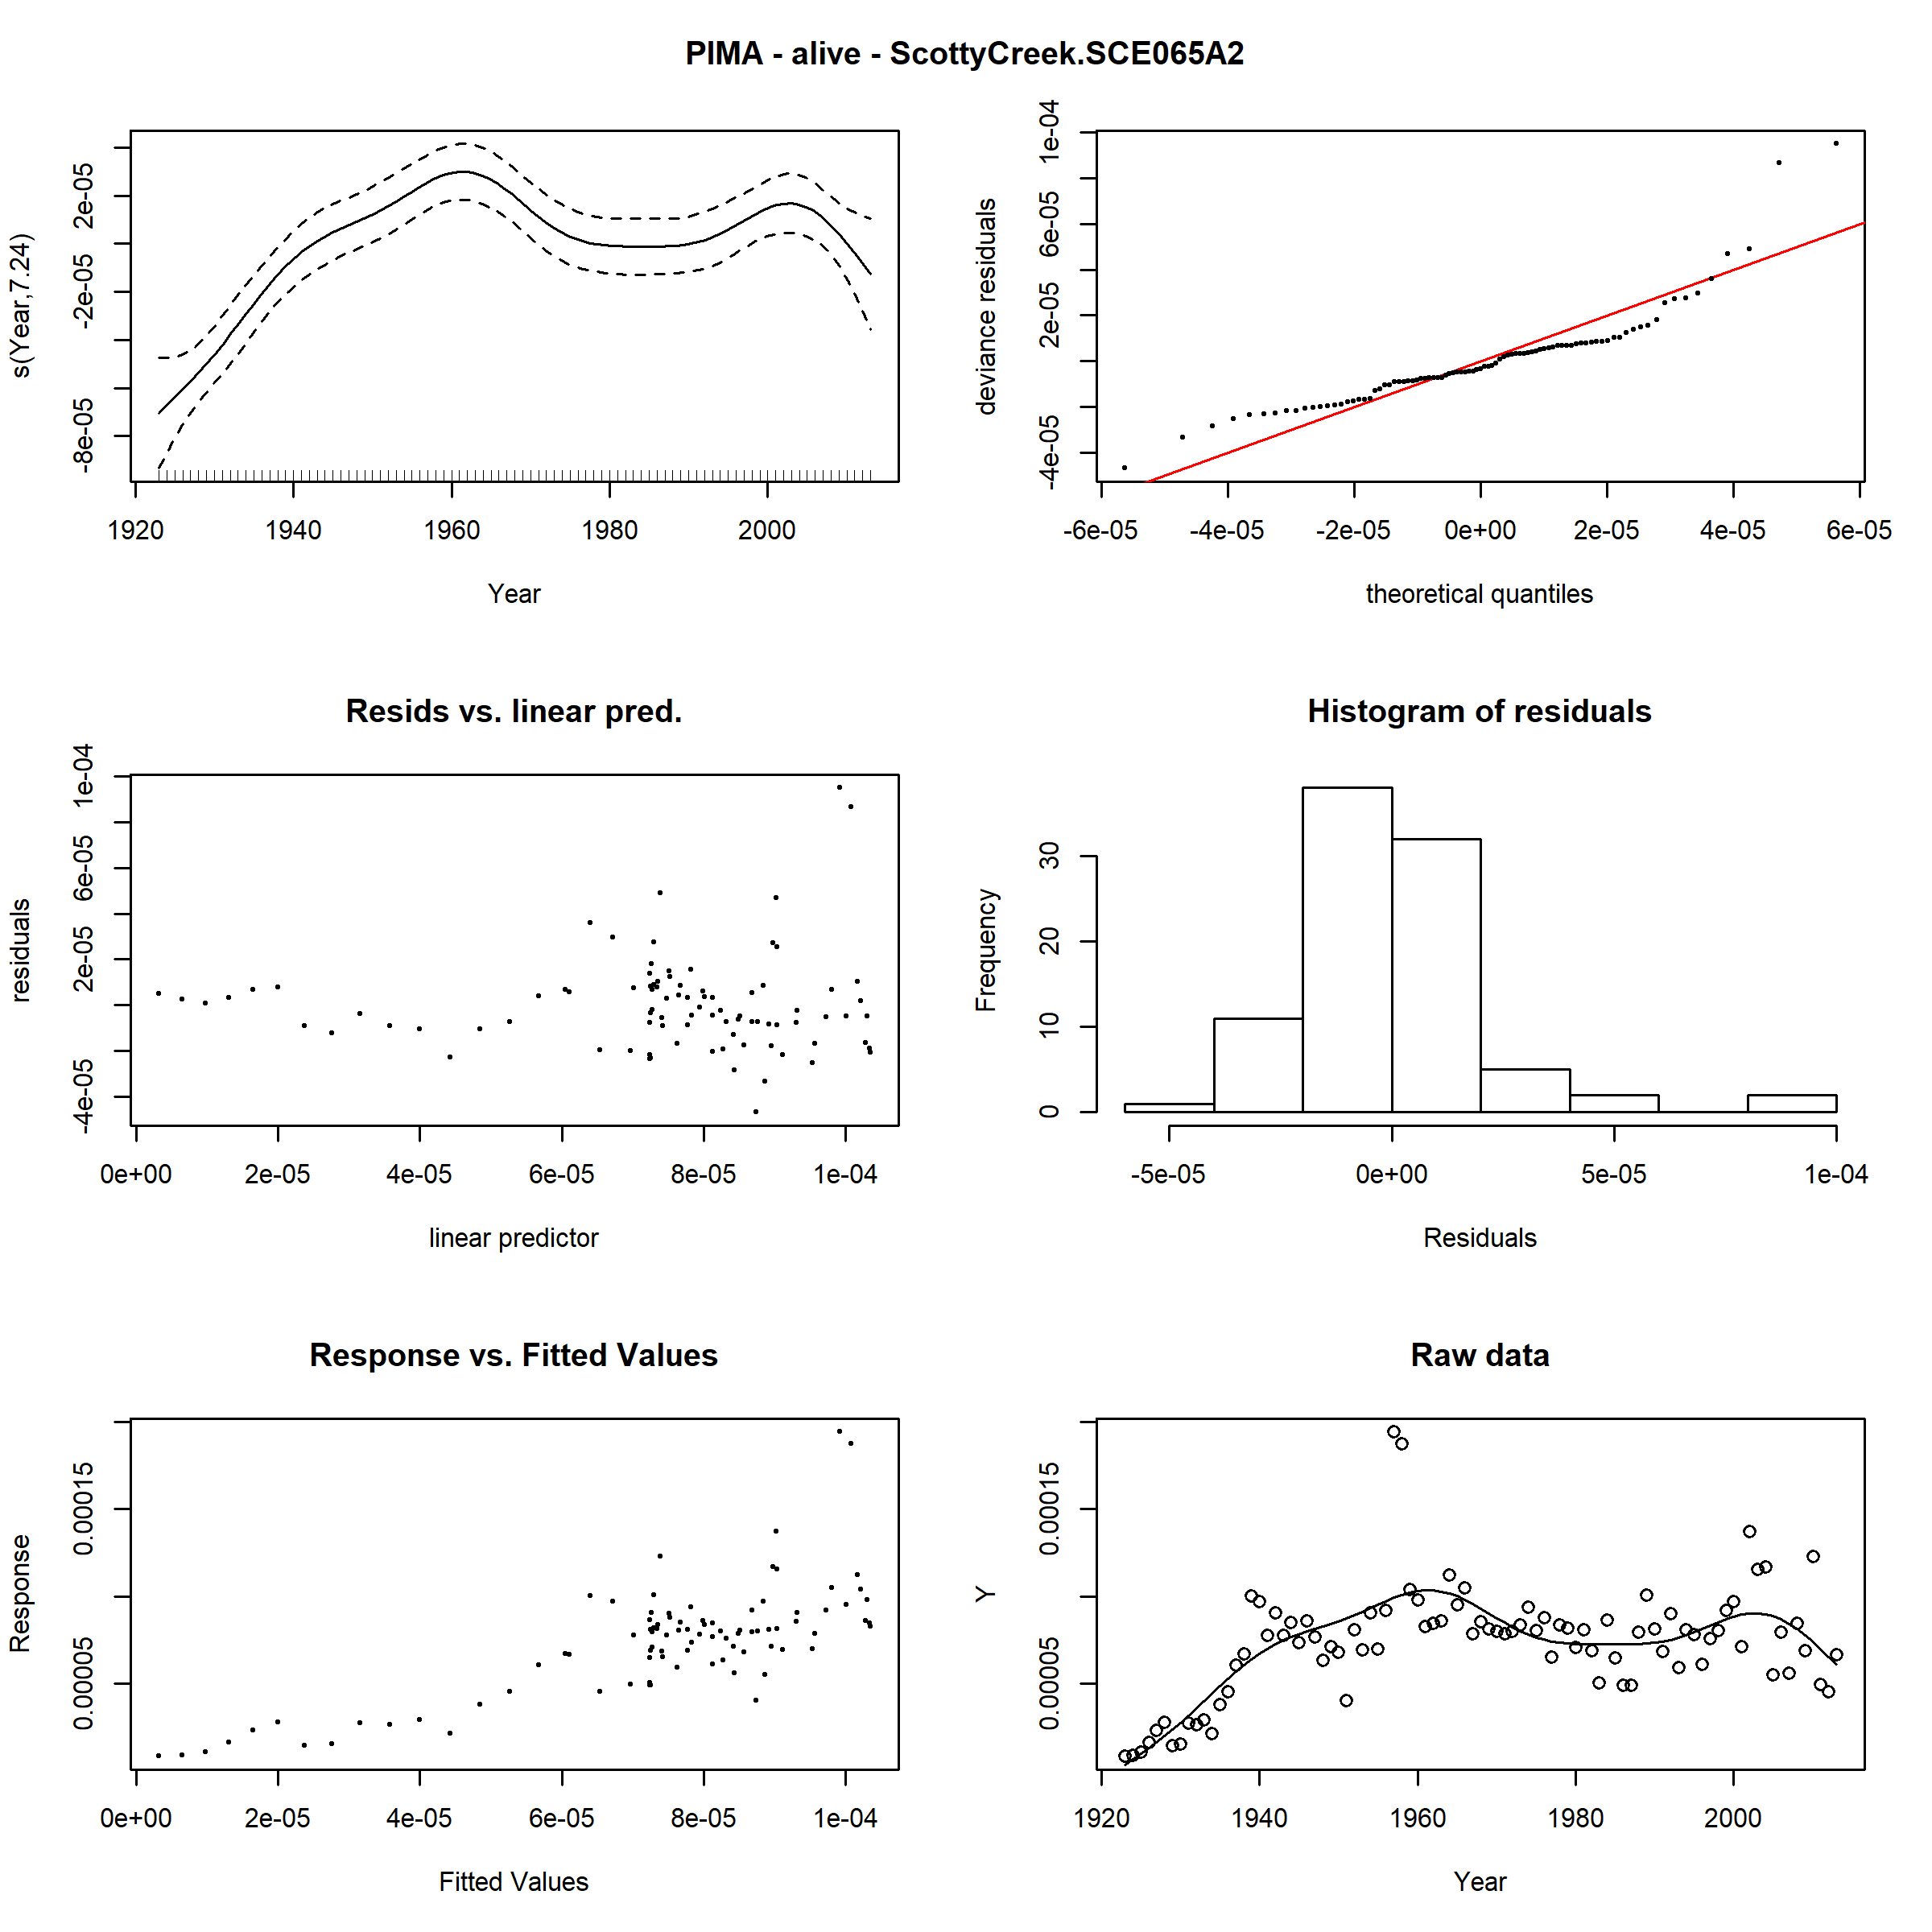 PIMA - alive - ScottyCreek.SCE065A2
s(Year,7.24)
-8e-05 -2e-05 2e-05
1920 1940 1960 1980 2000
Year
deviance residuals
-4e-05 2e-05 6e-05 1e-04
-6e-05 -4e-05 -2e-05 0e+00 2e-05 4e-05 6e-05
theoretical quantiles
Resids vs. linear pred.
residuals
-4e-05 2e-05 6e-05 1e-04
0e+00 2e-05 4e-05 6e-05 8e-05 1e-04
linear predictor
Histogram of residuals
Frequency
0 10 20 30
-5e-05 0e+00 5e-05 1e-04
Residuals
Response vs. Fitted Values
Response
0.00005 0.00015
0e+00 2e-05 4e-05 6e-05 8e-05 1e-04
Fitted Values
Raw data
Y
0.00005 0.00015
1920 1940 1960 1980 2000
Year